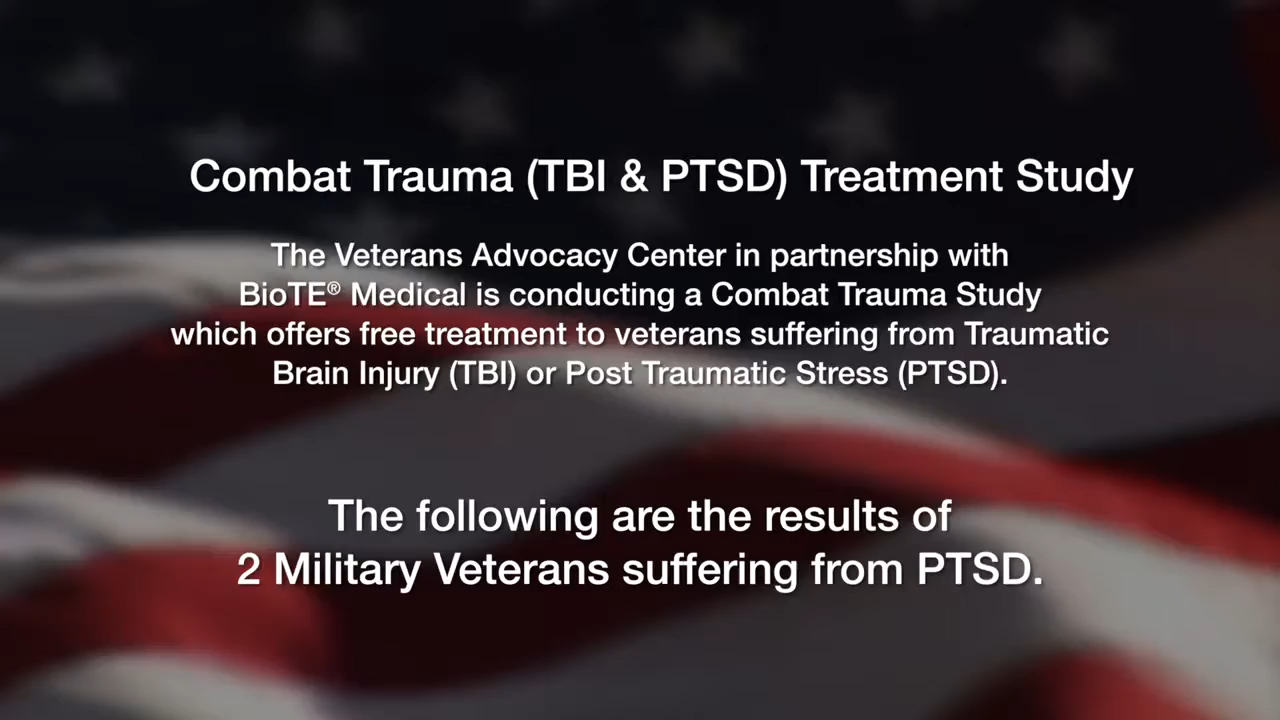 Combat Trauma (TBI & PTSD) Treatment Study
The Veterans Advocacy Center in partnership with
BioTE® Medical is conducting a Combat Trauma Study
which offers free treatment to veterans suffering from Traumatic
Brain Injury (TBI) or Post Traumatic Stress (PTSD).
The following are the results of
2 Military Veterans suffering from PTSD.